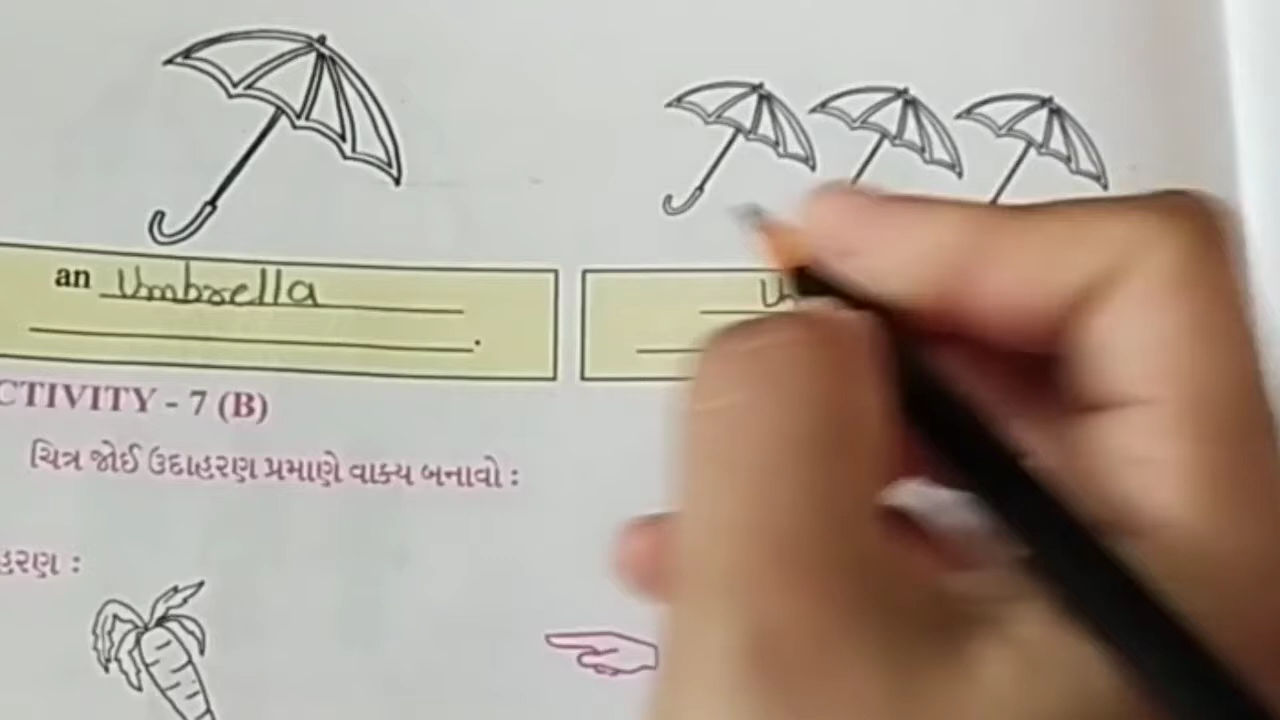 an Umbrella
CTIVITY - 7 (B)
ચિત્ર જોઈ ઉદાહરણ પ્રમાણે વાક્ય બનાવો :
હરણ :